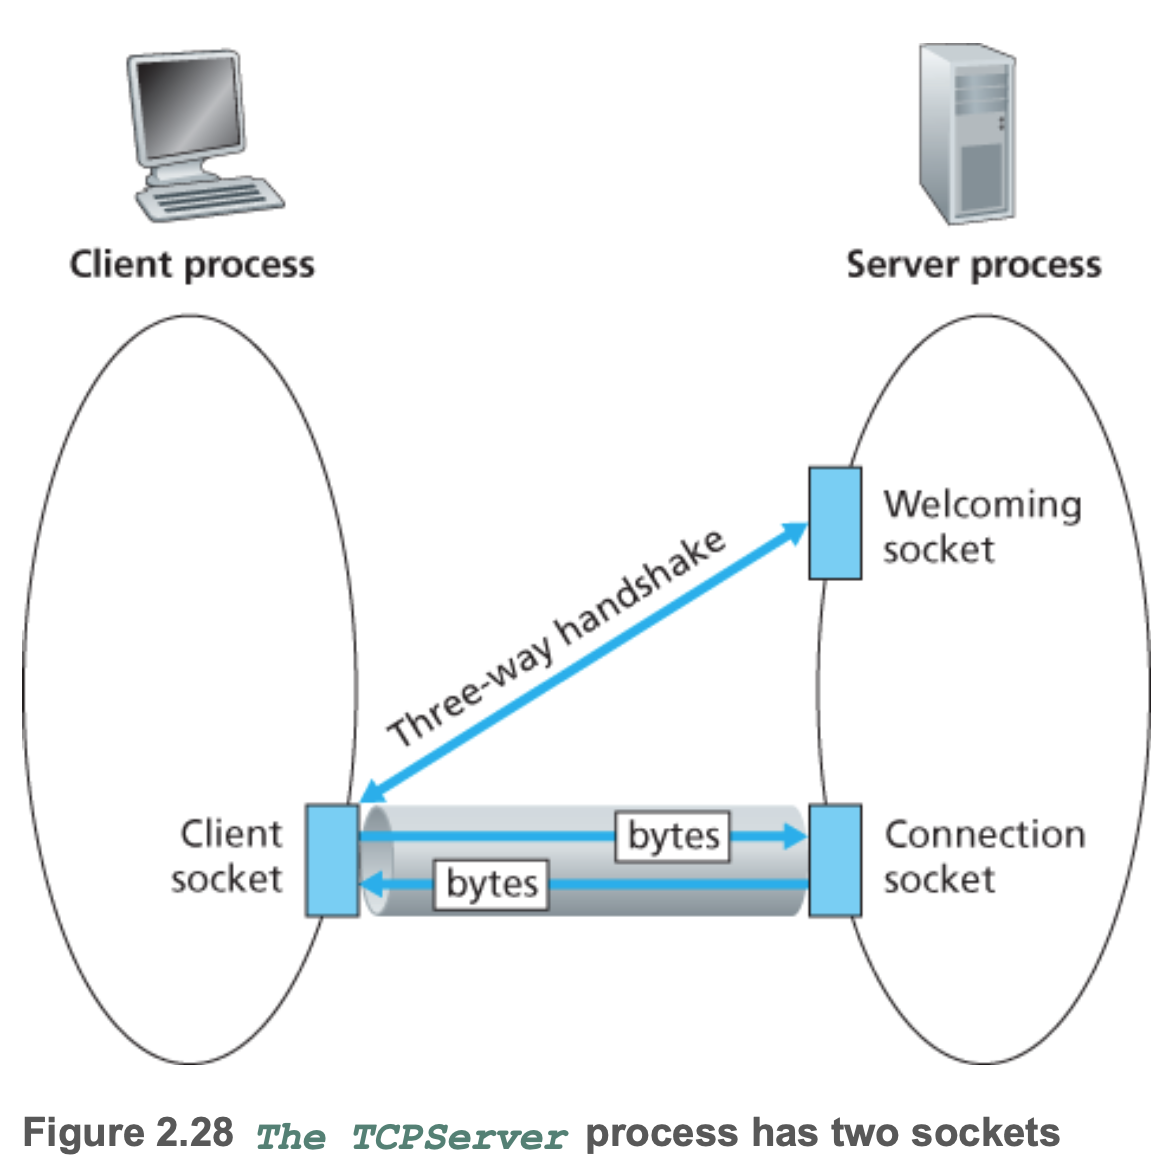 Client process
Server process
Welcoming
socket
Three-way handshake
Client
socket
bytes
bytes
Connection
socket
Figure 2.28 The TCPServer process has two sockets